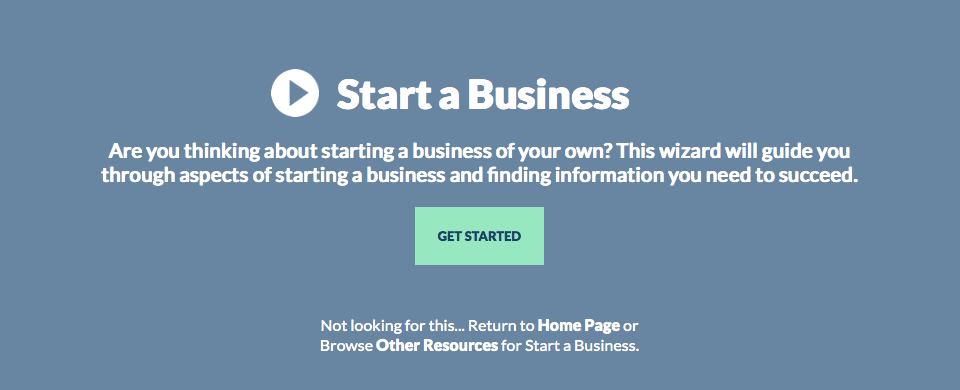 Start a Business
Are you thinking about starting a business of your own? This wizard will guide you
through aspects of starting a business and finding information you need to succeed.
GET STARTED
Not looking for this... Return to Home Page or
Browse Other Resources for Start a Business.